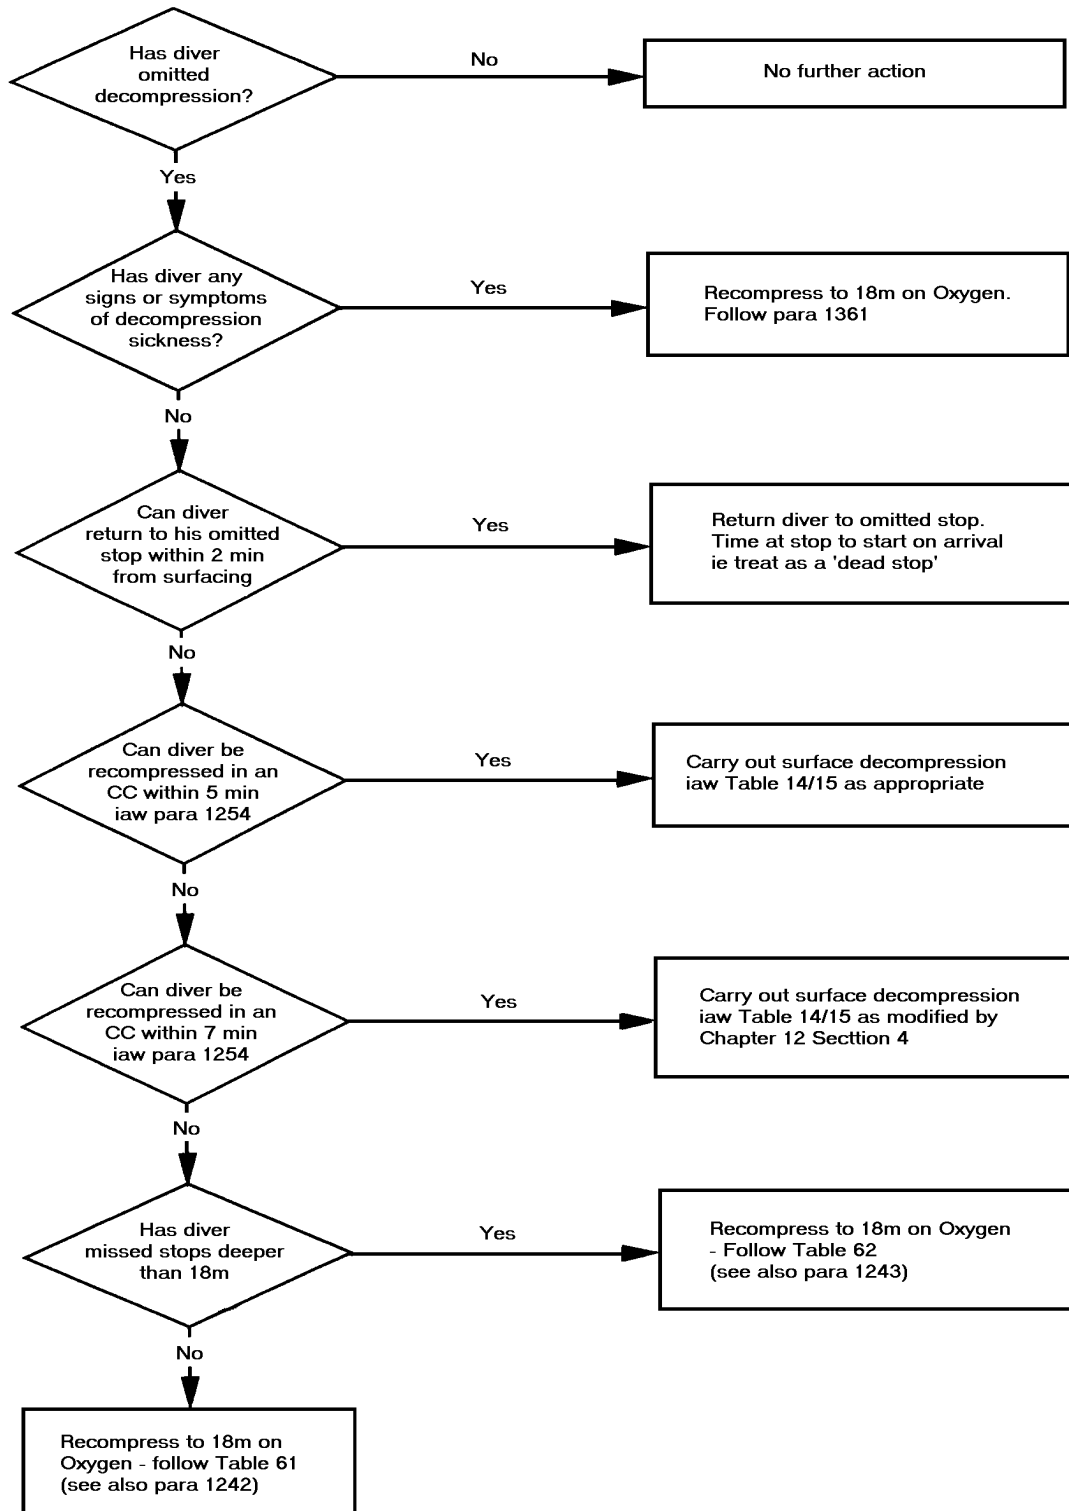 Has diver
omitted
decompression?
No
No further action
Yes
Has diver any
signs or symptoms
of decompression
sickness?
Yes
Recompress to 18m on Oxygen.
Follow para 1361
No
Can diver
return to his omitted
stop within 2 min
from surfacing
Yes
Return diver to omitted stop.
Time at stop to start on arrival
ie treat as a 'dead stop'
No
Can diver be
recompressed in an
CC within 5 min
iaw para 1254
Yes
Carry out surface decompression
iaw Table 14/15 as appropriate
No
Can diver be
recompressed in an
CC within 7 min
iaw para 1254
Yes
Carry out surface decompression
iaw Table 14/15 as modified by
Chapter 12 Secttion 4
No
Has diver
missed stops deeper
than 18m
Yes
Recompress to 18m on Oxygen
- Follow Table 62
(see also para 1243)
No
Recompress to 18m on
Oxygen - follow Table 61
(see also para 1242)